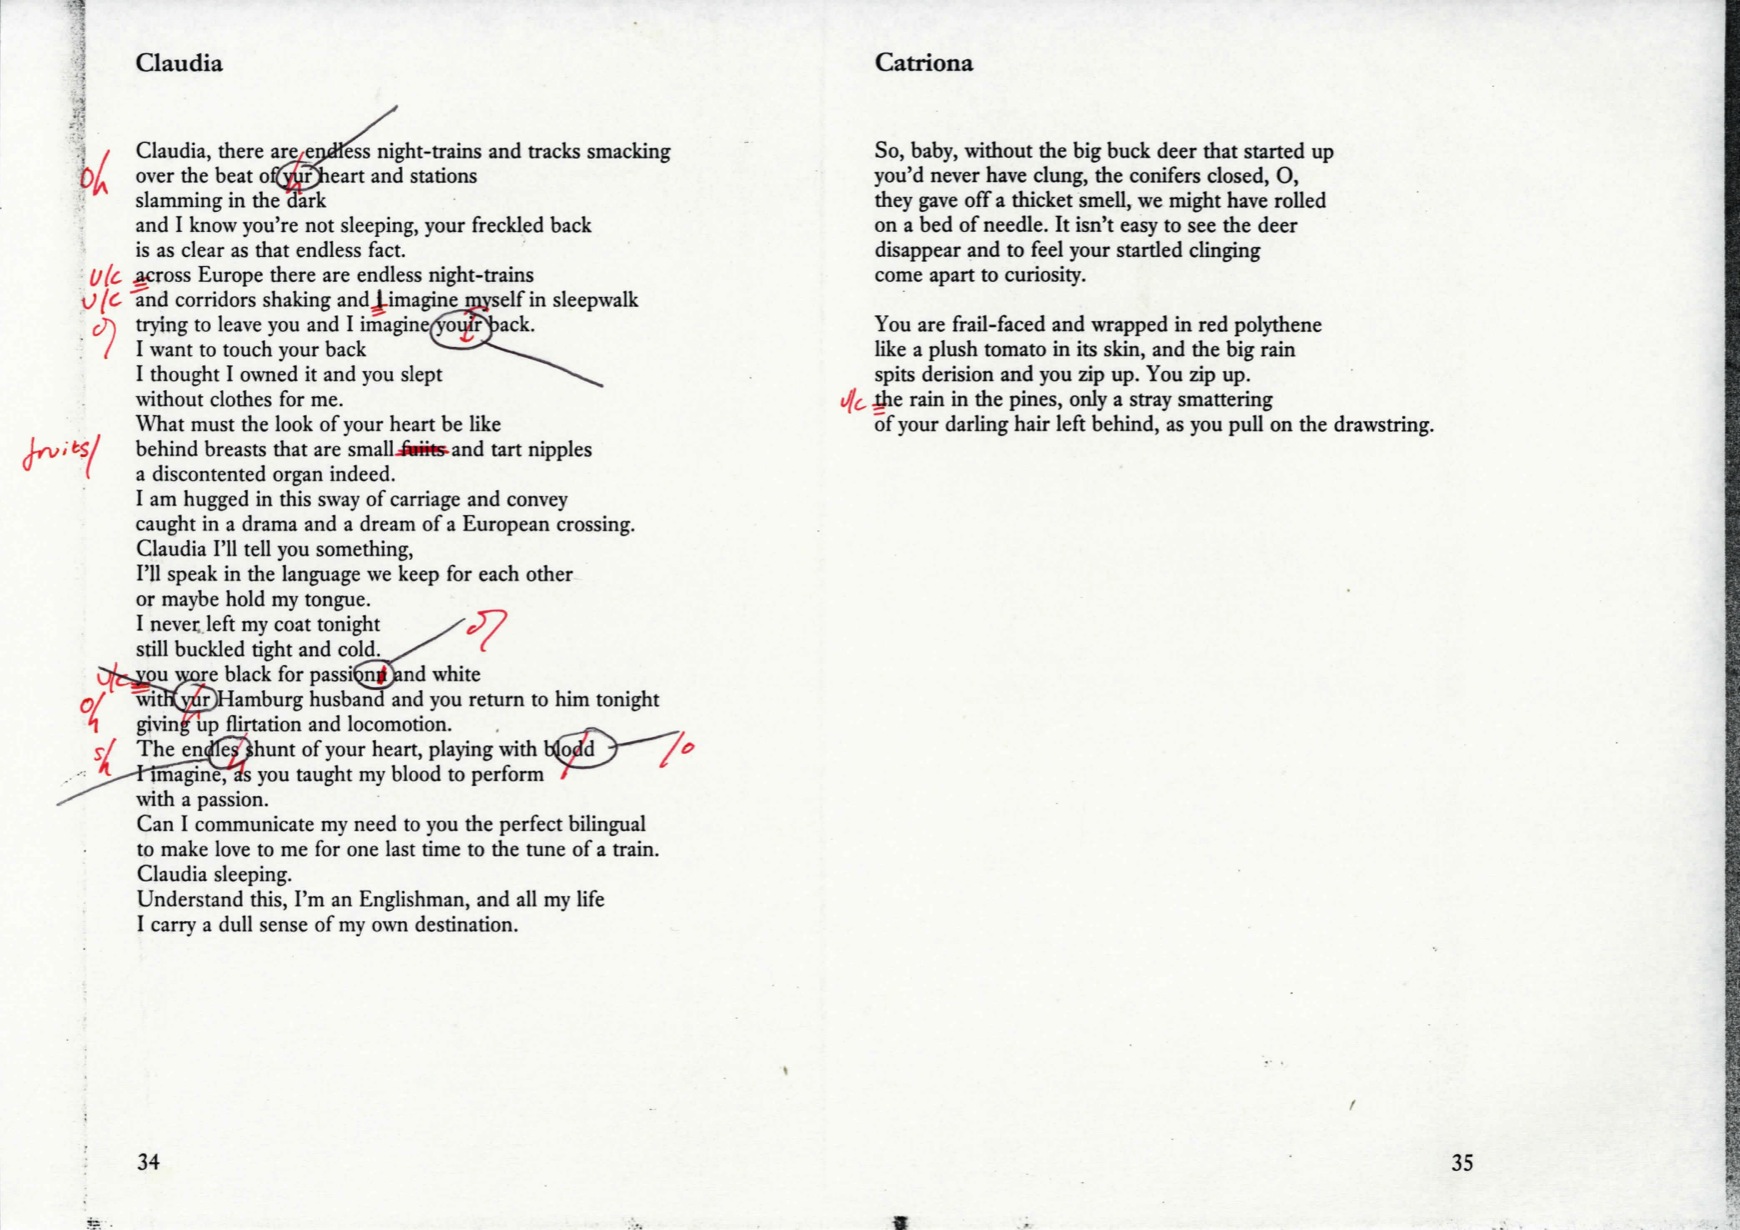 Claudia
Claudia, there are endless night-trains and tracks smacking
o/ over the beat of yur heart and stations
slamming in the dark
and I know you're not sleeping, your freckled back
is as clear as that endless fact.
u/c across Europe there are endless night-trains
u/c and corridors shaking and i imagine myself in sleepwalk
trying to leave you and I imagine youir back.
I want to touch your back
I thought I owned it and you slept
without clothes for me.
What must the look of your heart be like
fruits/ behind breasts that are small fuiits and tart nipples
a discontented organ indeed.
I am hugged in this sway of carriage and convey
caught in a drama and a dream of a European crossing.
Claudia I'll tell you something,
I'll speak in the language we keep for each other
or maybe hold my tongue.
I never left my coat tonight
still buckled tight and cold.
u/c you wore black for passionn and white
o/ with yur Hamburg husband and you return to him tonight
giving up flirtation and locomotion.
s/ The endles shunt of your heart, playing with blodd /o
I imagine, as you taught my blood to perform
with a passion.
Can I communicate my need to you the perfect bilingual
to make love to me for one last time to the tune of a train.
Claudia sleeping.
Understand this, I'm an Englishman, and all my life
I carry a dull sense of my own destination.
34
Catriona
So, baby, without the big buck deer that started up
you'd never have clung, the conifers closed, O,
they gave off a thicket smell, we might have rolled
on a bed of needle. It isn't easy to see the deer
disappear and to feel your startled clinging
come apart to curiosity.
You are frail-faced and wrapped in red polythene
like a plush tomato in its skin, and the big rain
spits derision and you zip up. You zip up.
u/c the rain in the pines, only a stray smattering
of your darling hair left behind, as you pull on the drawstring.
35